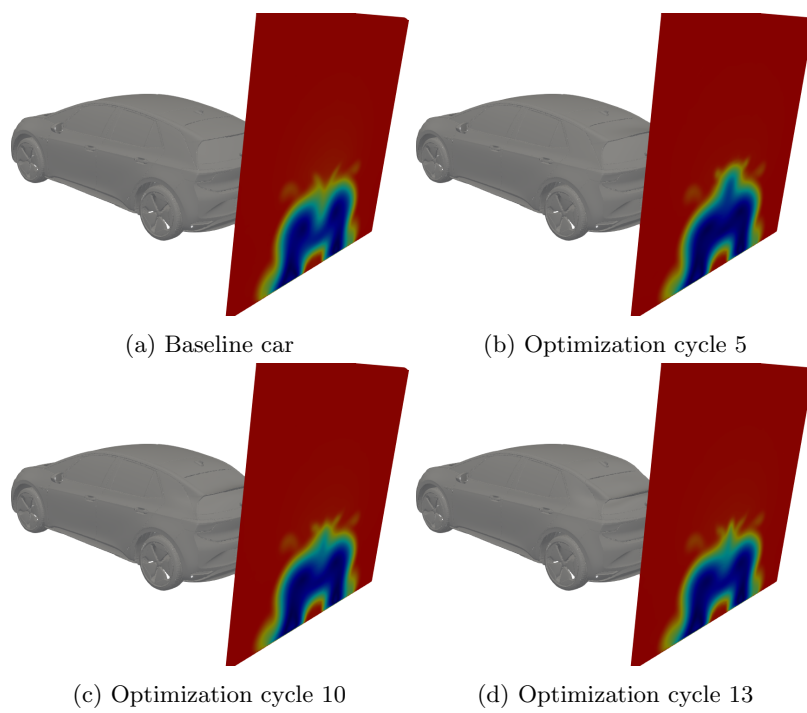 (a) Baseline car
(b) Optimization cycle 5
(c) Optimization cycle 10
(d) Optimization cycle 13